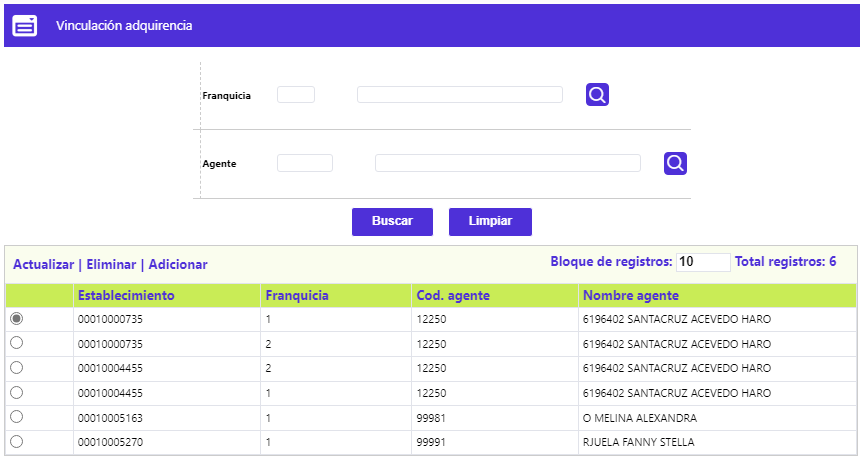 Vinculación adquirencia
Franquicia
Agente
Buscar Limpiar
Actualizar | Eliminar | Adicionar Bloque de registros: 10 Total registros: 6
Establecimiento Franquicia Cod. agente Nombre agente
00010000735 1 12250 6196402 SANTACRUZ ACEVEDO HARO
00010000735 2 12250 6196402 SANTACRUZ ACEVEDO HARO
00010004455 2 12250 6196402 SANTACRUZ ACEVEDO HARO
00010004455 1 12250 6196402 SANTACRUZ ACEVEDO HARO
00010005163 1 99981 O MELINA ALEXANDRA
00010005270 1 99991 RJUELA FANNY STELLA